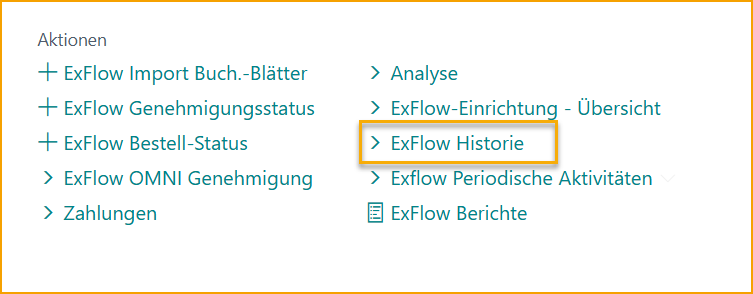 Aktionen
ExFlow Import Buch.-Blätter
ExFlow Genehmigungsstatus
ExFlow Bestell-Status
ExFlow OMNI Genehmigung
Zahlungen
Analyse
ExFlow-Einrichtung - Übersicht
ExFlow Historie
Exflow Periodische Aktivitäten
ExFlow Berichte